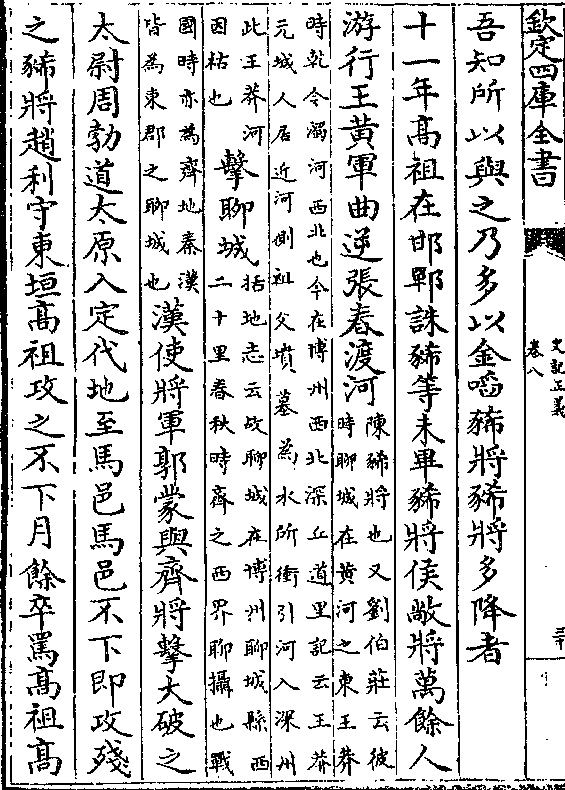 欽定四庫全書
史記正義
卷八
吾知所以與之乃多以金啗豨將豨將多降者
十一年高祖在邯鄲誅豨等未畢豨將侯敞將萬餘人
游行王黃軍曲逆張春渡河
陳豨將也又劉伯莊云彼
時聊城在黃河之東王莽
時乾今濁河西北也今在博州西北深丘道里記云王莽
元城人居近河側祖父墳墓為水所衝引河入深州
此王莽河
因枯也
擊聊城
括地志云故聊城在博州聊城縣西
二十里春秋時齊之西界聊攝也戰
國時亦為齊地秦漢
皆為東郡之聊城也
漢使將軍郭蒙與齊將擊大破之
太尉周勃道太原入定代地至馬邑馬邑不下即攻殘
之豨將趙利守東垣高祖攻之不下月餘卒罵高祖高